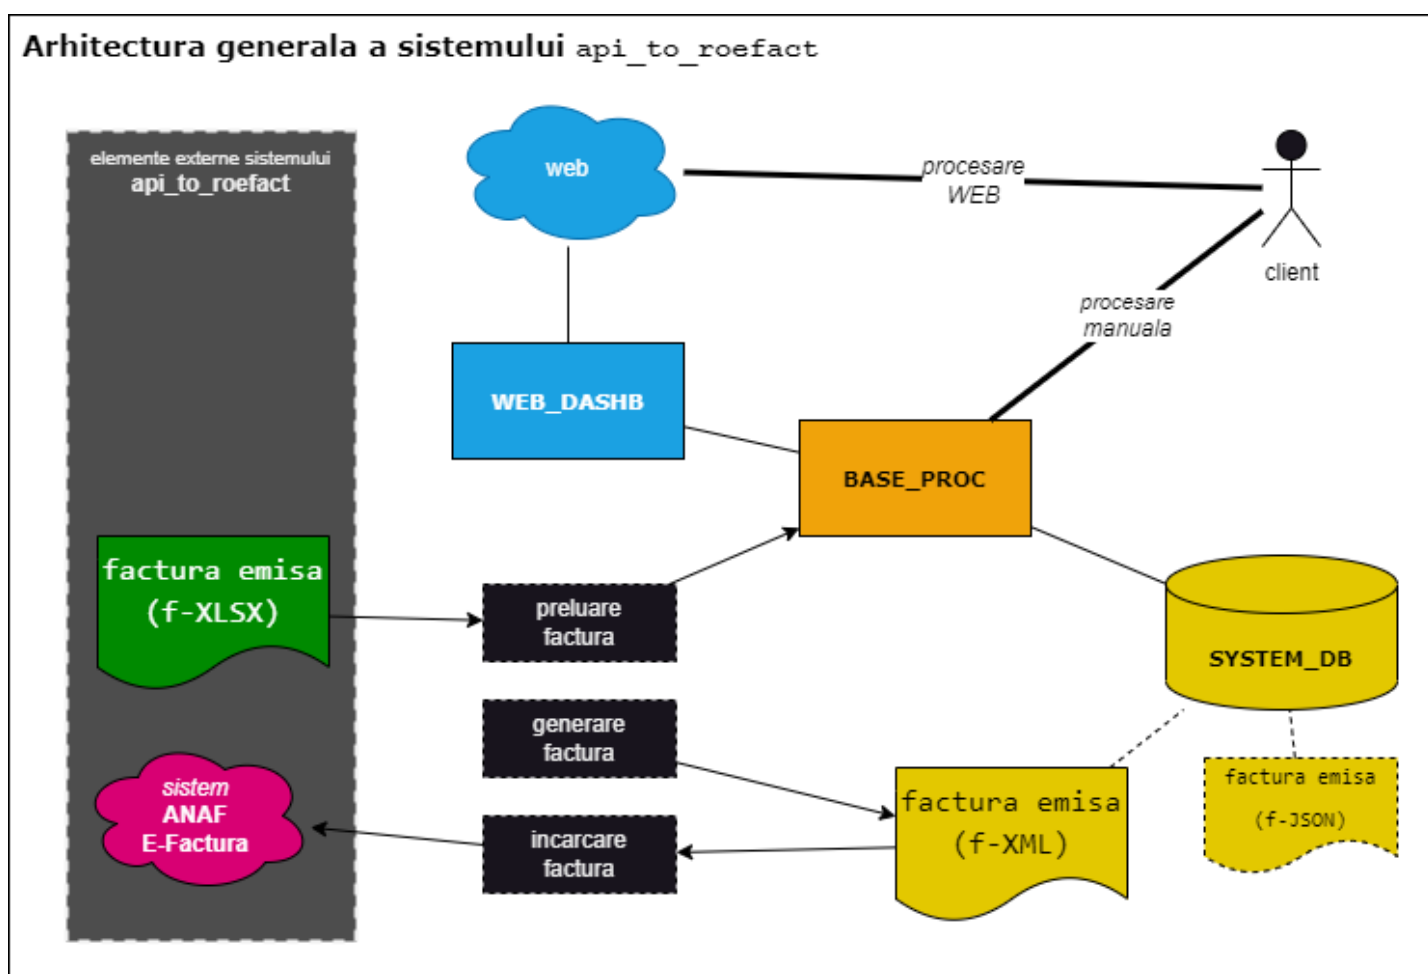 Arhitectura generala a sistemului api_to_roefact
elemente externe sistemului
api_to_roefact
web
procesare
WEB
client
procesare
manuala
WEB_DASHB
BASE_PROC
factura emisa
(f-XLSX)
preluare
factura
SYSTEM_DB
generare
factura
sistem
ANAF
E-Factura
incarcare
factura
factura emisa
(f-XML)
factura emisa
(f-JSON)